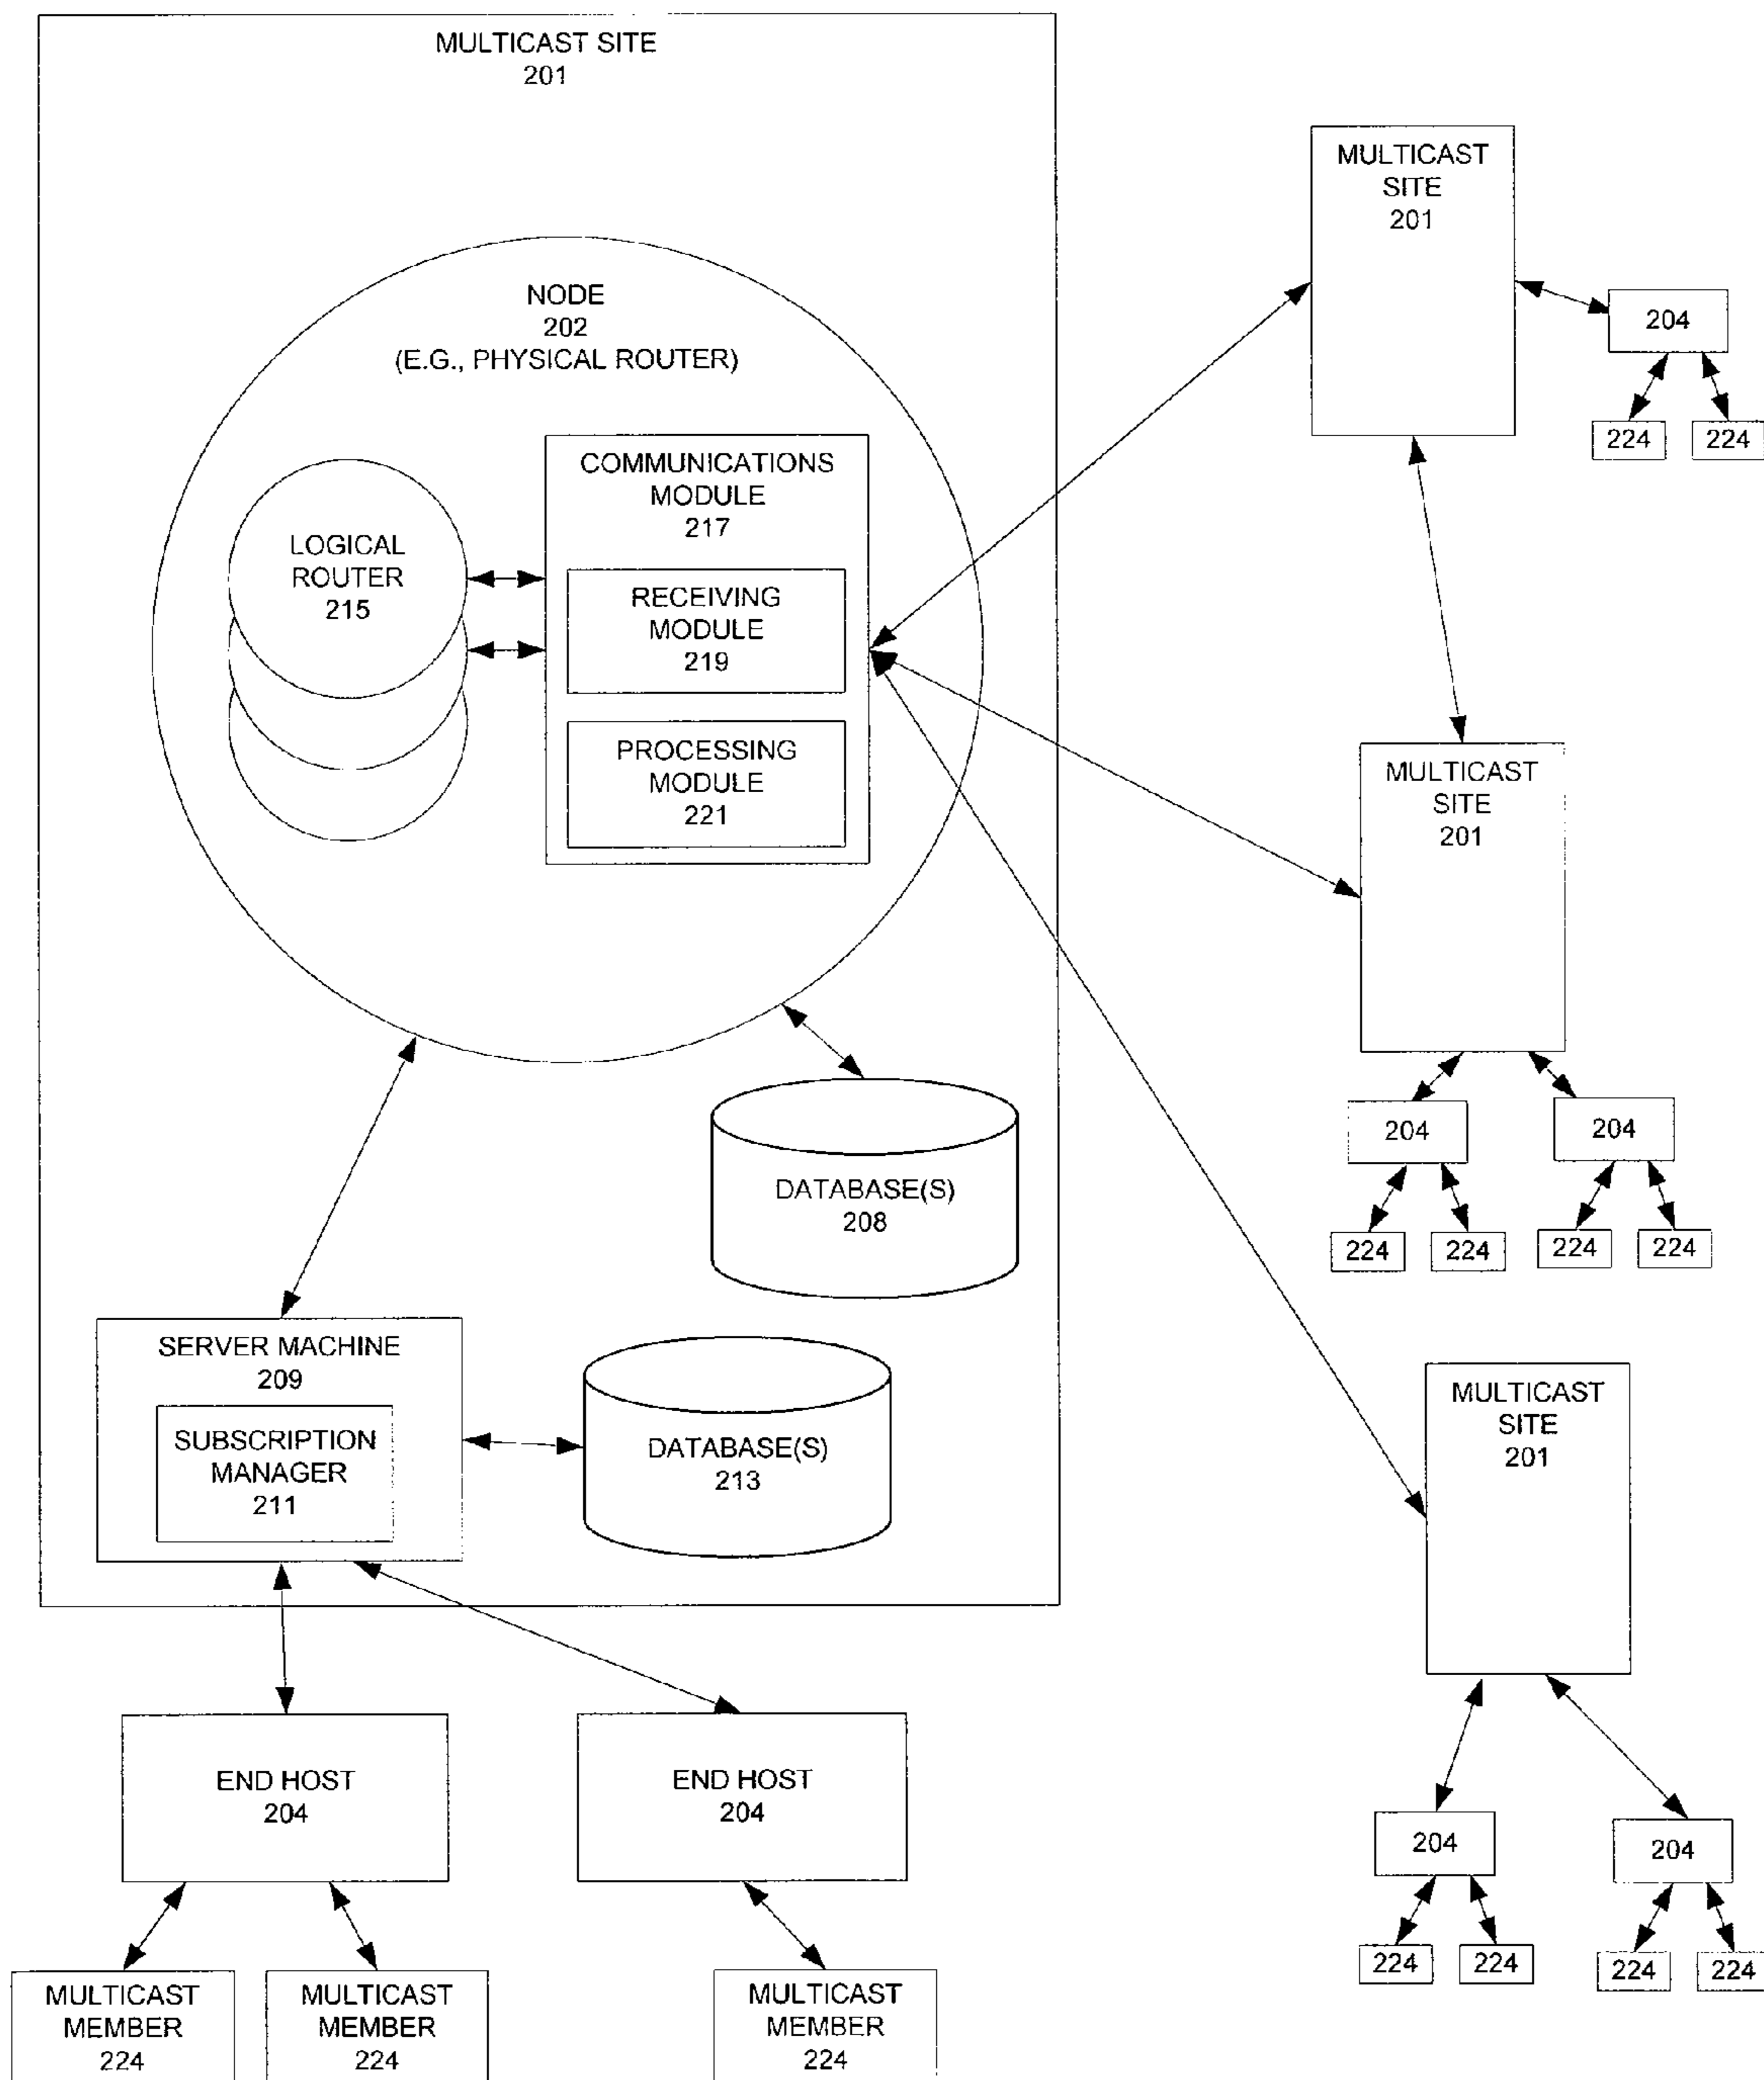 MULTICAST SITE
201
NODE
202
(E.G., PHYSICAL ROUTER)
LOGICAL
ROUTER
215
COMMUNICATIONS
MODULE
217
RECEIVING
MODULE
219
PROCESSING
MODULE
221
DATABASE(S)
208
SERVER MACHINE
209
SUBSCRIPTION
MANAGER
211
DATABASE(S)
213
END HOST
204
END HOST
204
MULTICAST
MEMBER
224
MULTICAST
MEMBER
224
MULTICAST
MEMBER
224
MULTICAST
SITE
201
204
224
224
MULTICAST
SITE
201
204
204
224
224
224
224
MULTICAST
SITE
201
204
204
224
224
224
224